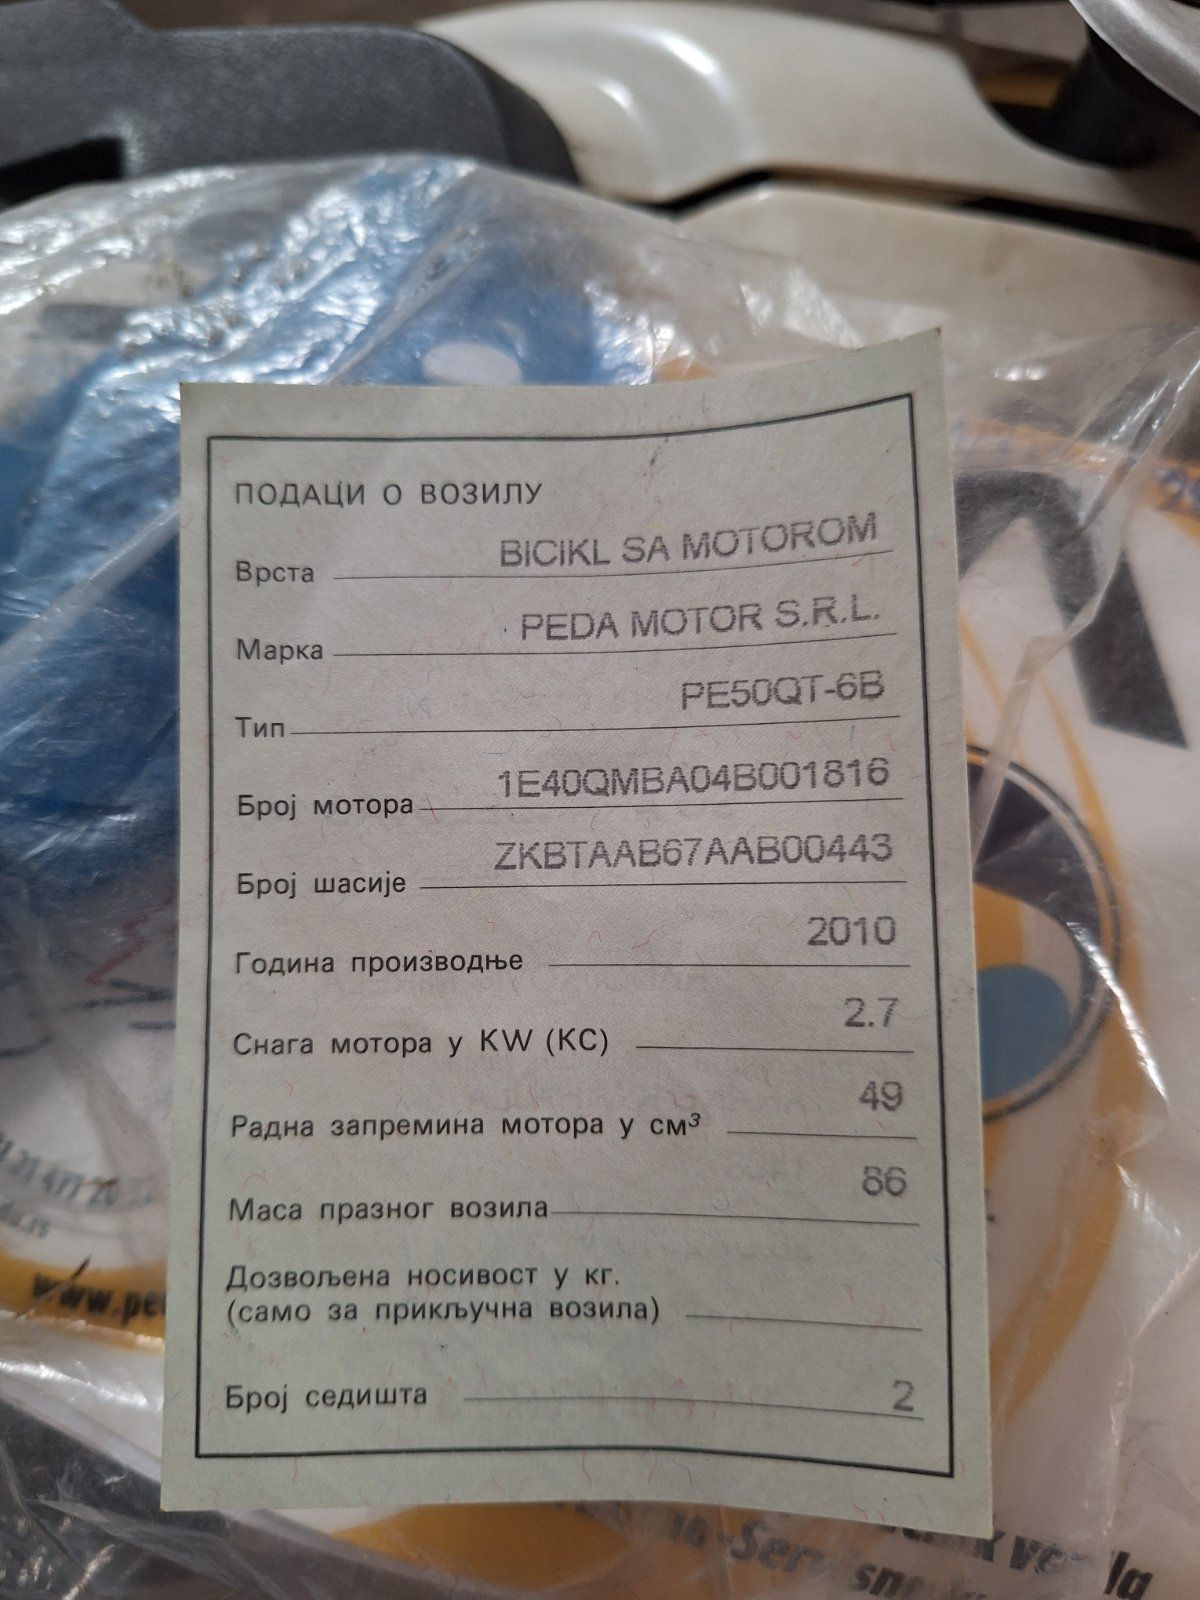 ПОДАЦИ О ВОЗИЛУ
Врста BICIKL SA MOTOROM
Марка PEDA MOTOR S.R.L.
Тип PE50QT-6B
Број мотора 1E40QMBA04B001816
Број шасије ZKBTAAB67AAB00443
Година производње 2010
Снага мотора у KW (КС) 2.7
Радна запремина мотора у см³ 49
Маса празног возила 86
Дозвољена носивост у кг.
(само за прикључна возила)
Број седишта 2
www.pe